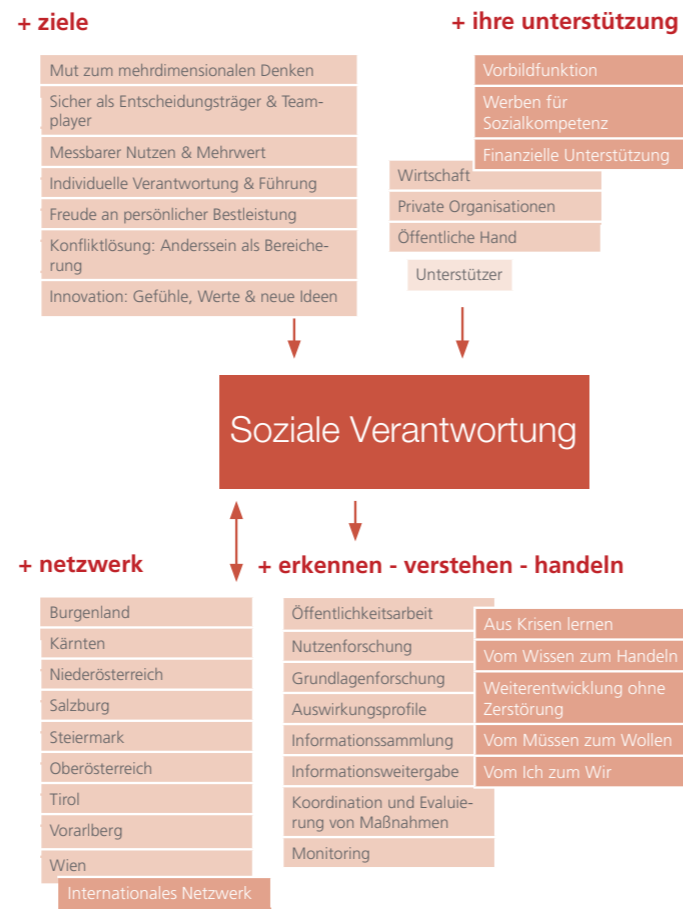 + ziele
Mut zum mehrdimensionalen Denken
Sicher als Entscheidungsträger & Team-
player
Messbarer Nutzen & Mehrwert
Individuelle Verantwortung & Führung
Freude an persönlicher Bestleistung
Konfliktlösung: Anderssein als Bereiche-
rung
Innovation: Gefühle, Werte & neue Ideen
+ ihre unterstützung
Vorbildfunktion
Werben für
Sozialkompetenz
Finanzielle Unterstützung
Wirtschaft
Private Organisationen
Öffentliche Hand
Unterstützer
Soziale Verantwortung
+ netzwerk
Burgenland
Kärnten
Niederösterreich
Salzburg
Steiermark
Oberösterreich
Tirol
Vorarlberg
Wien
Internationales Netzwerk
+ erkennen - verstehen - handeln
Öffentlichkeitsarbeit
Nutzenforschung
Grundlagenforschung
Auswirkungsprofile
Informationssammlung
Informationsweitergabe
Koordination und Evaluie-
rung von Maßnahmen
Monitoring
Aus Krisen lernen
Vom Wissen zum Handeln
Weiterentwicklung ohne
Zerstörung
Vom Müssen zum Wollen
Vom Ich zum Wir